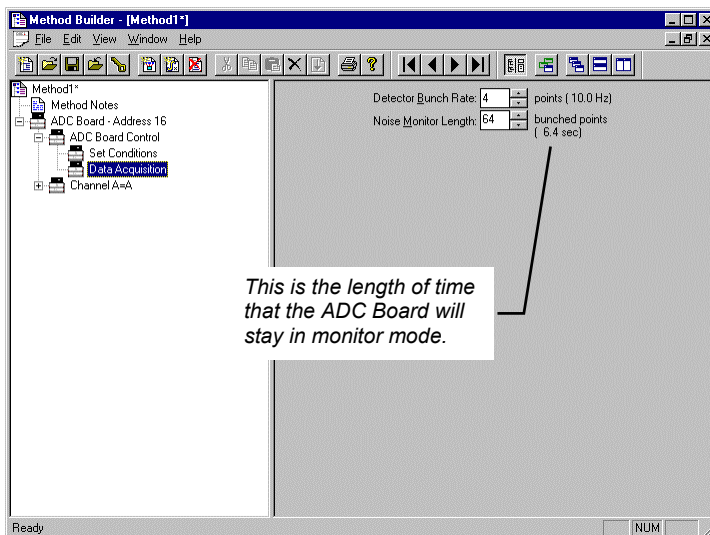 Method Builder - [Method1*]
File Edit View Window Help
Method1*
Method Notes
ADC Board - Address 16
ADC Board Control
Set Conditions
Data Acquisition
Channel A=A
Detector Bunch Rate: 4 points ( 10.0 Hz)
Noise Monitor Length: 64 bunched points
( 6.4 sec)
This is the length of time
that the ADC Board will
stay in monitor mode.
Ready NUM